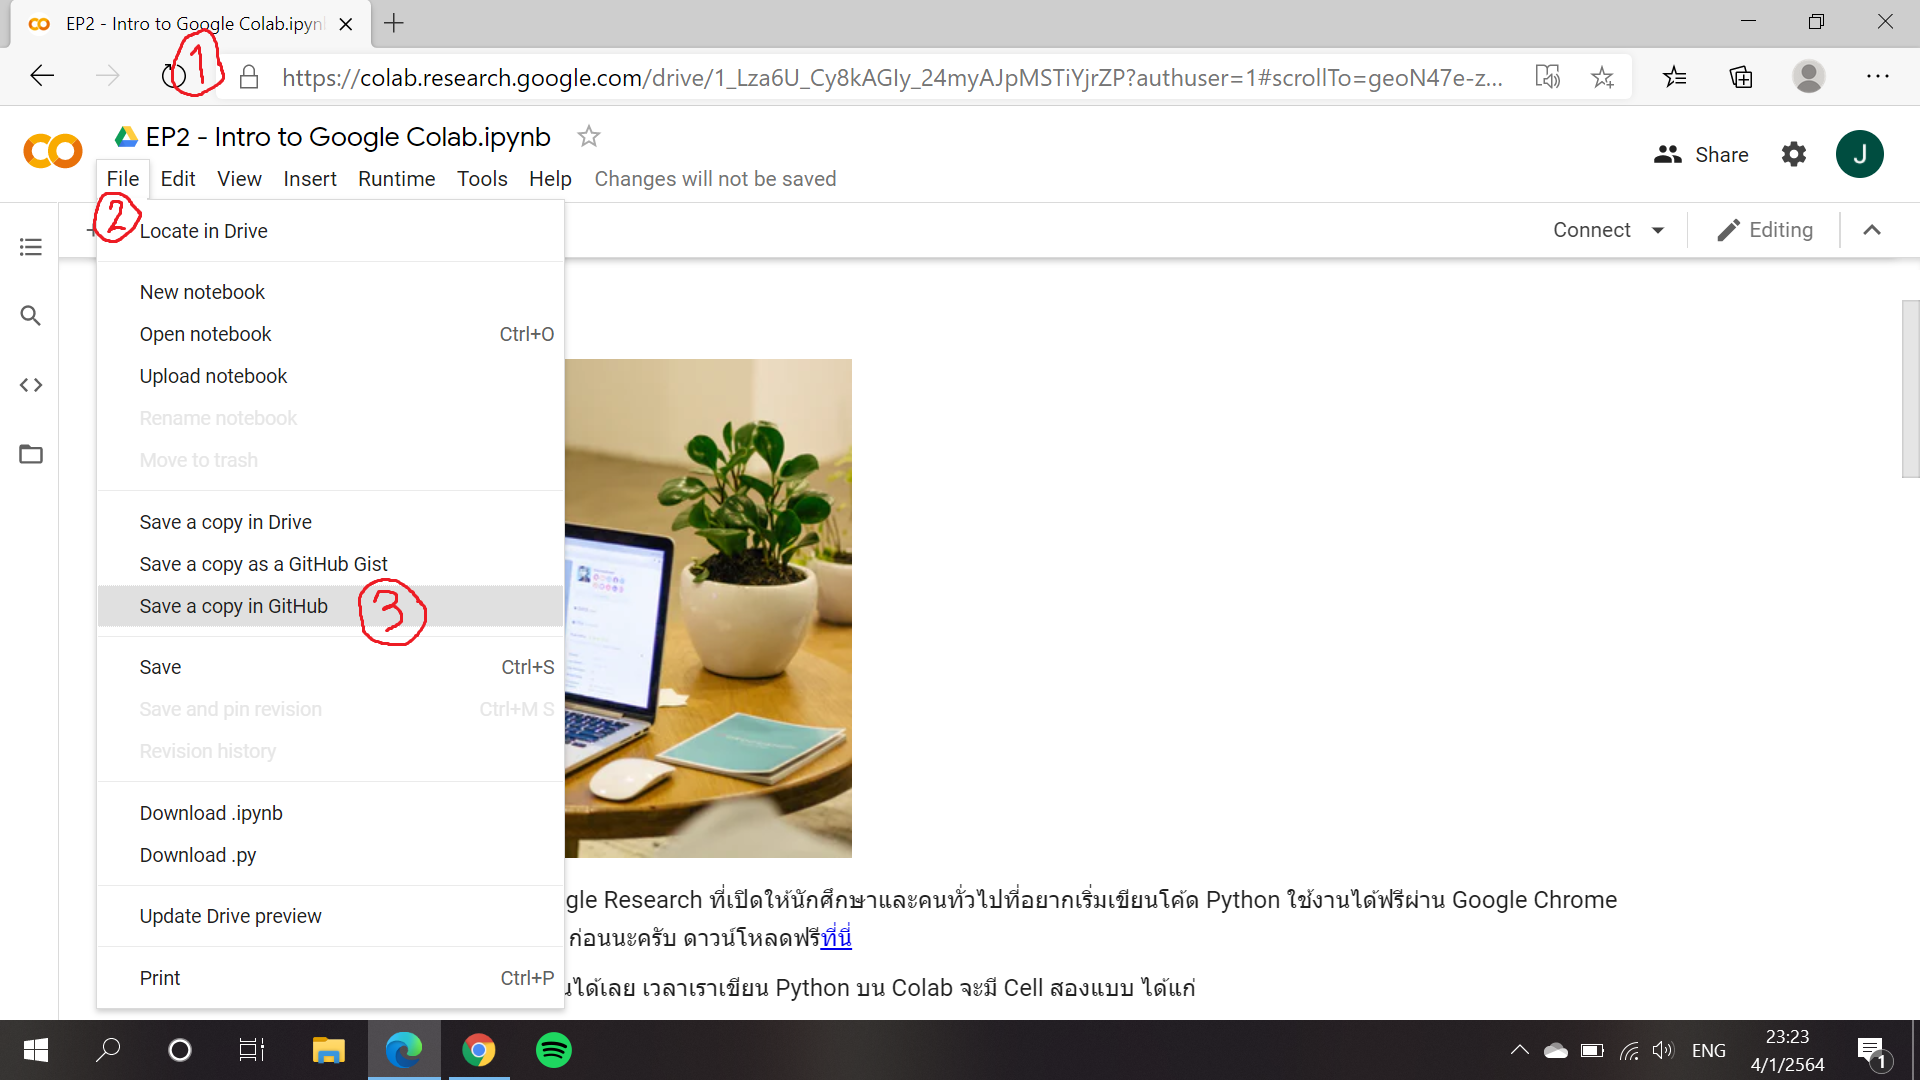 EP2 - Intro to Google Colab.ipyn
1
https://colab.research.google.com/drive/1_Lza6U_Cy8kAGIy_24myAJpMSTiYjrZP?authuser=1#scrollTo=geoN47e-z...
EP2 - Intro to Google Colab.ipynb
Share
J
File Edit View Insert Runtime Tools Help Changes will not be saved
2
Locate in Drive
Connect
Editing
New notebook
Open notebook Ctrl+O
Upload notebook
Rename notebook
Move to trash
Save a copy in Drive
Save a copy as a GitHub Gist
Save a copy in GitHub
3
Save Ctrl+S
Save and pin revision Ctrl+M S
Revision history
Download .ipynb
Download .py
gle Research ที่เปิดให้นักศึกษาและคนทั่วไปที่อยากเริ่มเขียนโค้ด Python ใช้งานได้ฟรีผ่าน Google Chrome
Update Drive preview
ก่อนนะครับ ดาวน์โหลดฟรีที่นี่
Print Ctrl+P
นได้เลย เวลาเราเขียน Python บน Colab จะมี Cell สองแบบ ได้แก่
ENG
23:23
4/1/2564
1